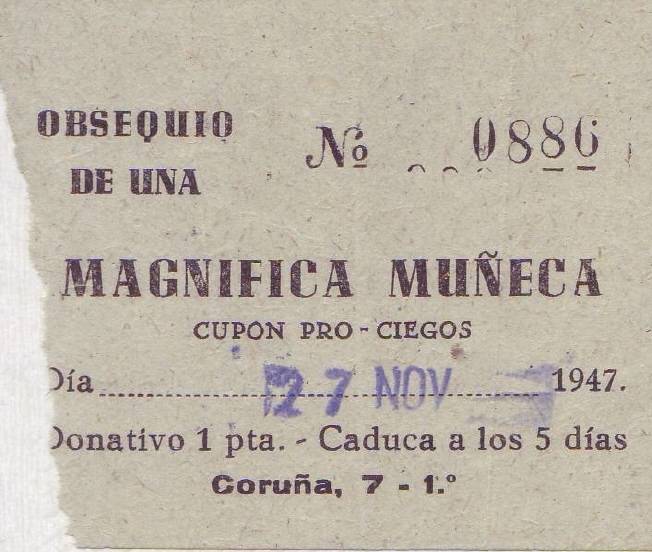 OBSEQUIO Nº 0886
DE UNA
MAGNIFICA MUÑECA
CUPON PRO-CIEGOS
Día 27 NOV 1947.
Donativo 1 pta. - Caduca a los 5 días
Coruña, 7 - 1.º